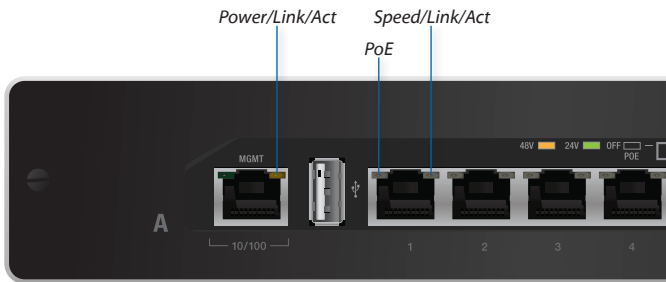 Power/Link/Act
Speed/Link/Act
PoE
48V
24V
OFF
POE
MGMT
A
10/100
1
2
3
4